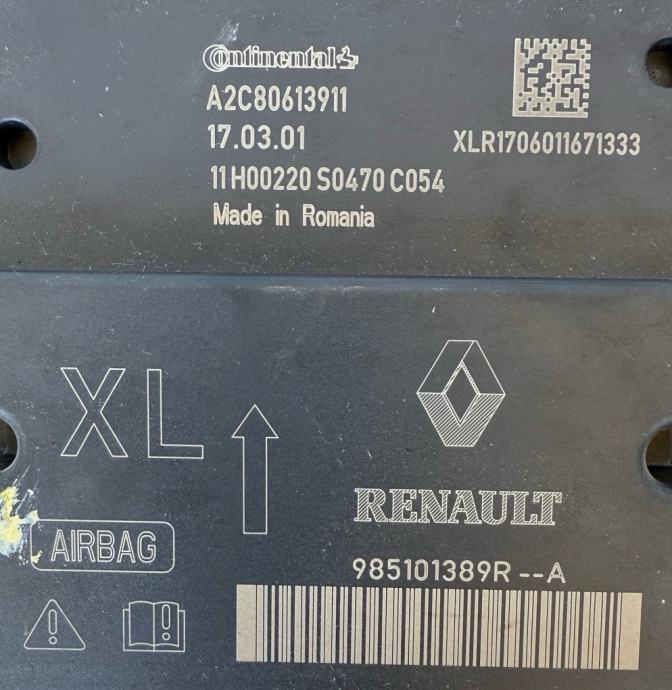 Continental
A2C80613911
17.03.01
XLR1706011671333
11H00220 S0470 C054
Made in Romania
XL
RENAULT
AIRBAG
985101389R--A